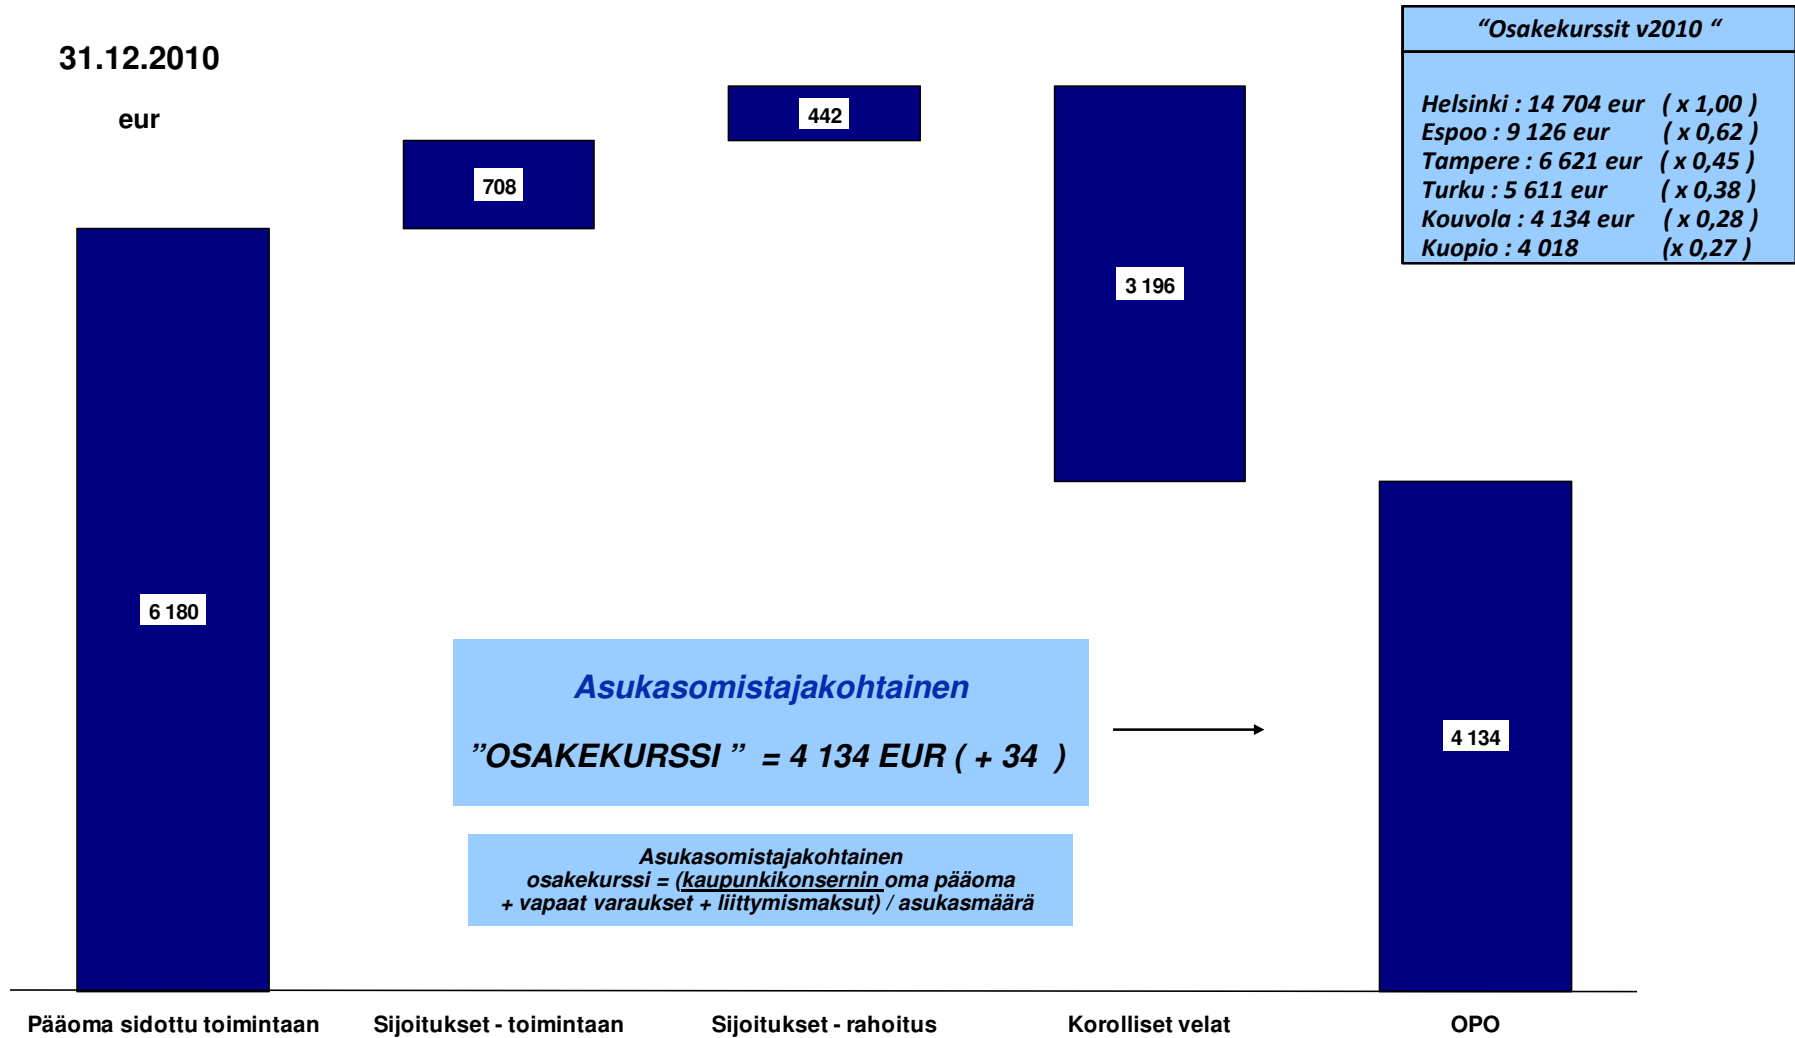 31.12.2010
eur
“Osakekurssit v2010 “
Helsinki : 14 704 eur ( x 1,00 )
Espoo : 9 126 eur ( x 0,62 )
Tampere : 6 621 eur ( x 0,45 )
Turku : 5 611 eur ( x 0,38 )
Kouvola : 4 134 eur ( x 0,28 )
Kuopio : 4 018 (x 0,27 )
442
708
3 196
6 180
4 134
Asukasomistajakohtainen
”OSAKEKURSSI ” = 4 134 EUR ( + 34 )
Asukasomistajakohtainen
osakekurssi = (kaupunkikonsernin oma pääoma
+ vapaat varaukset + liittymismaksut) / asukasmäärä
Pääoma sidottu toimintaan
Sijoitukset - toimintaan
Sijoitukset - rahoitus
Korolliset velat
OPO